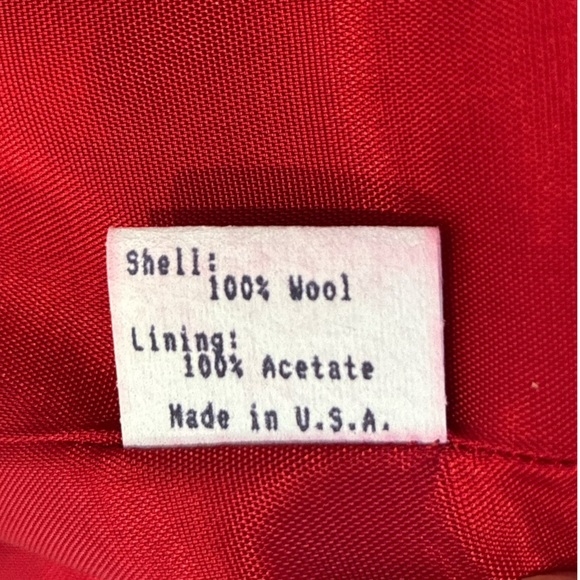 Shell:
100% Wool
Lining:
100% Acetate
Made in U.S.A.